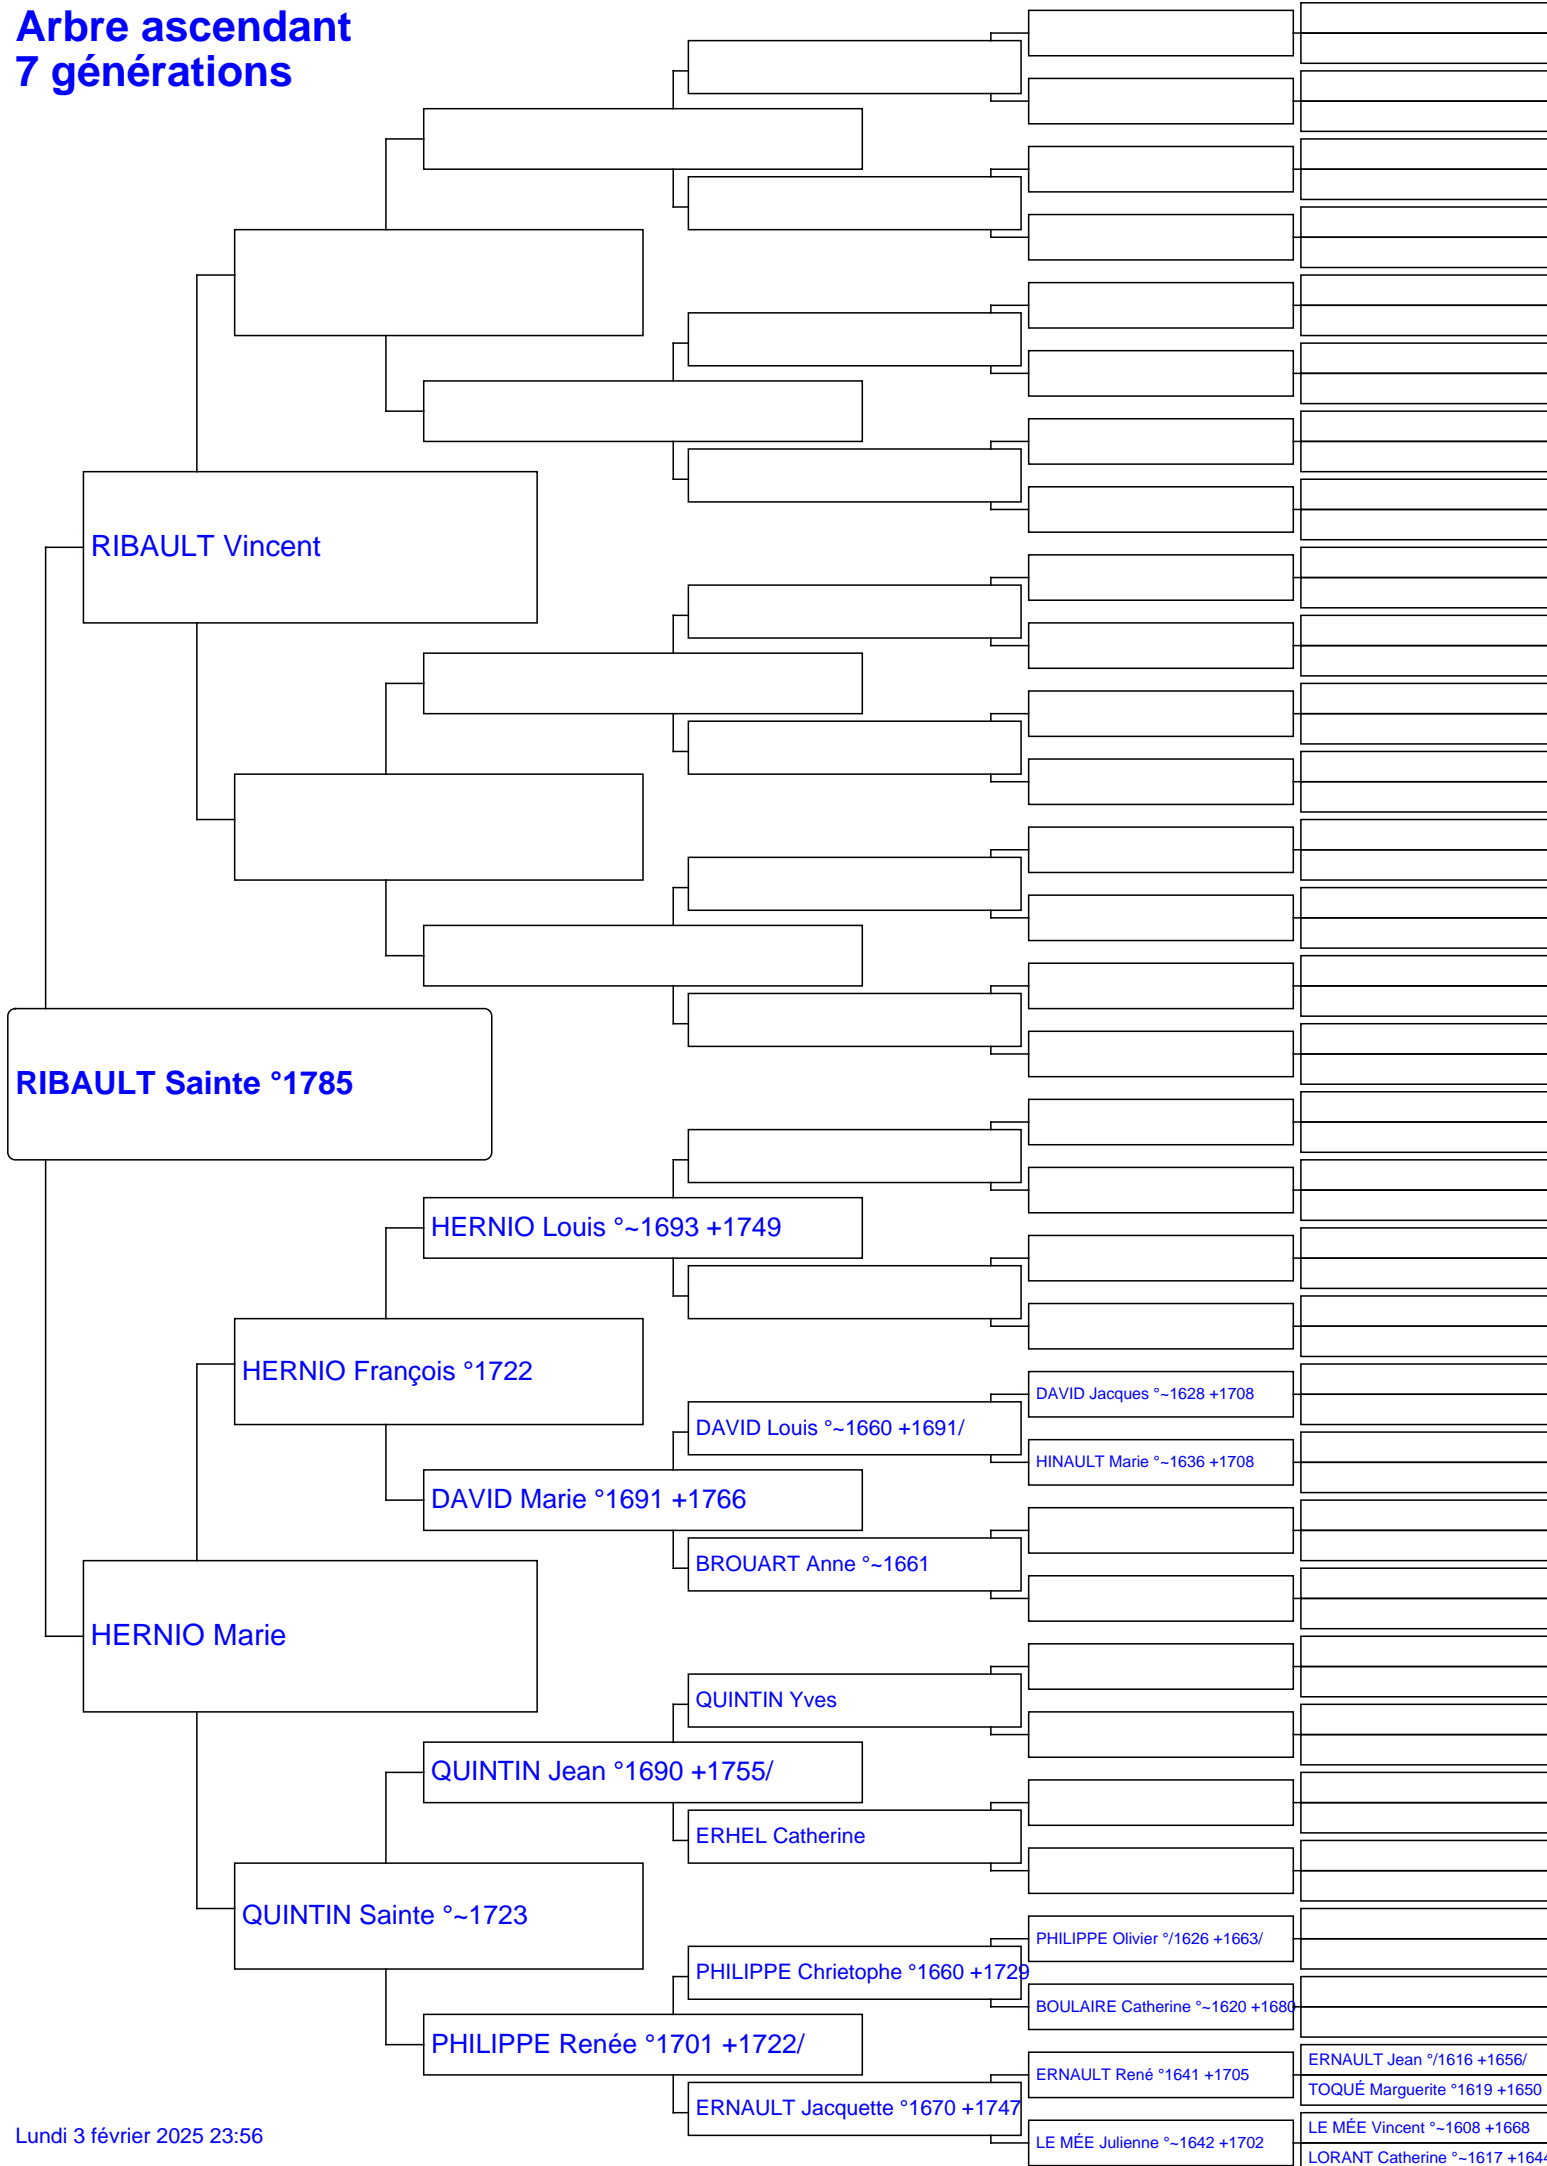 Arbre ascendant
7 générations
RIBAULT Vincent
RIBAULT Sainte °1785
HERNIO Louis °~1693 +1749
HERNIO François °1722
DAVID Jacques °~1628 +1708
DAVID Louis °~1660 +1691/
HINAULT Marie °~1636 +1708
DAVID Marie °1691 +1766
BROUART Anne °~1661
HERNIO Marie
QUINTIN Yves
QUINTIN Jean °1690 +1755/
ERHEL Catherine
QUINTIN Sainte °~1723
PHILIPPE Olivier °/1626 +1663/
PHILIPPE Chrietophe °1660 +1729
BOULAIRE Catherine °~1620 +1680
PHILIPPE Renée °1701 +1722/
ERNAULT Jean °/1616 +1656/
ERNAULT René °1641 +1705
TOQUÉ Marguerite °1619 +1650
ERNAULT Jacquette °1670 +1747
LE MÉE Vincent °~1608 +1668
LE MÉE Julienne °~1642 +1702
LORANT Catherine °~1617 +1644
Lundi 3 février 2025 23:56